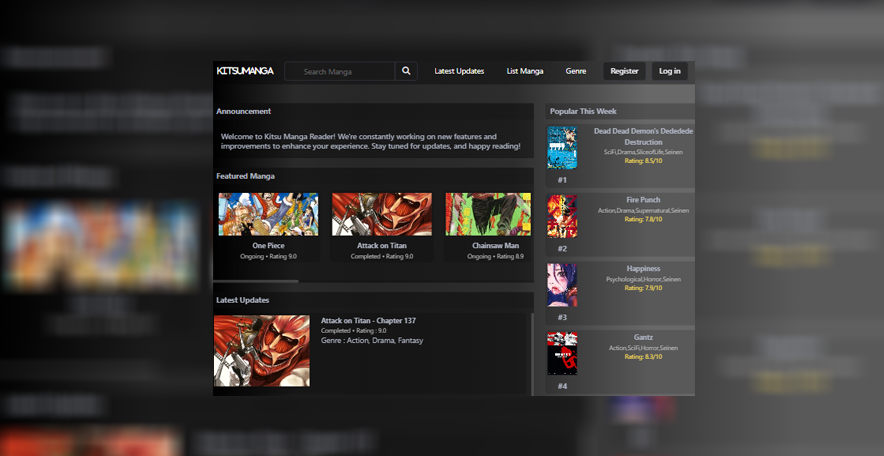 KITSUMANGA
Search Manga
Latest Updates
List Manga
Genre
Register
Log in
Announcement
Welcome to Kitsu Manga Reader! We're constantly working on new features and
improvements to enhance your experience. Stay tuned for updates, and happy reading!
Featured Manga
One Piece
Ongoing • Rating 9.0
Attack on Titan
Completed • Rating 9.0
Chainsaw Man
Ongoing • Rating 8.9
Latest Updates
Attack on Titan - Chapter 137
Completed • Rating : 9.0
Genre : Action, Drama, Fantasy
Popular This Week
Dead Dead Demon's Dededede
Destruction
SciFi,Drama,SliceofLife,Seinen
Rating: 8.5/10
#1
Fire Punch
Action,Drama,Supernatural,Seinen
Rating: 7.8/10
#2
Happiness
Psychological,Horror,Seinen
Rating: 7.9/10
#3
Gantz
Action,SciFi,Horror,Seinen
Rating: 8.3/10
#4